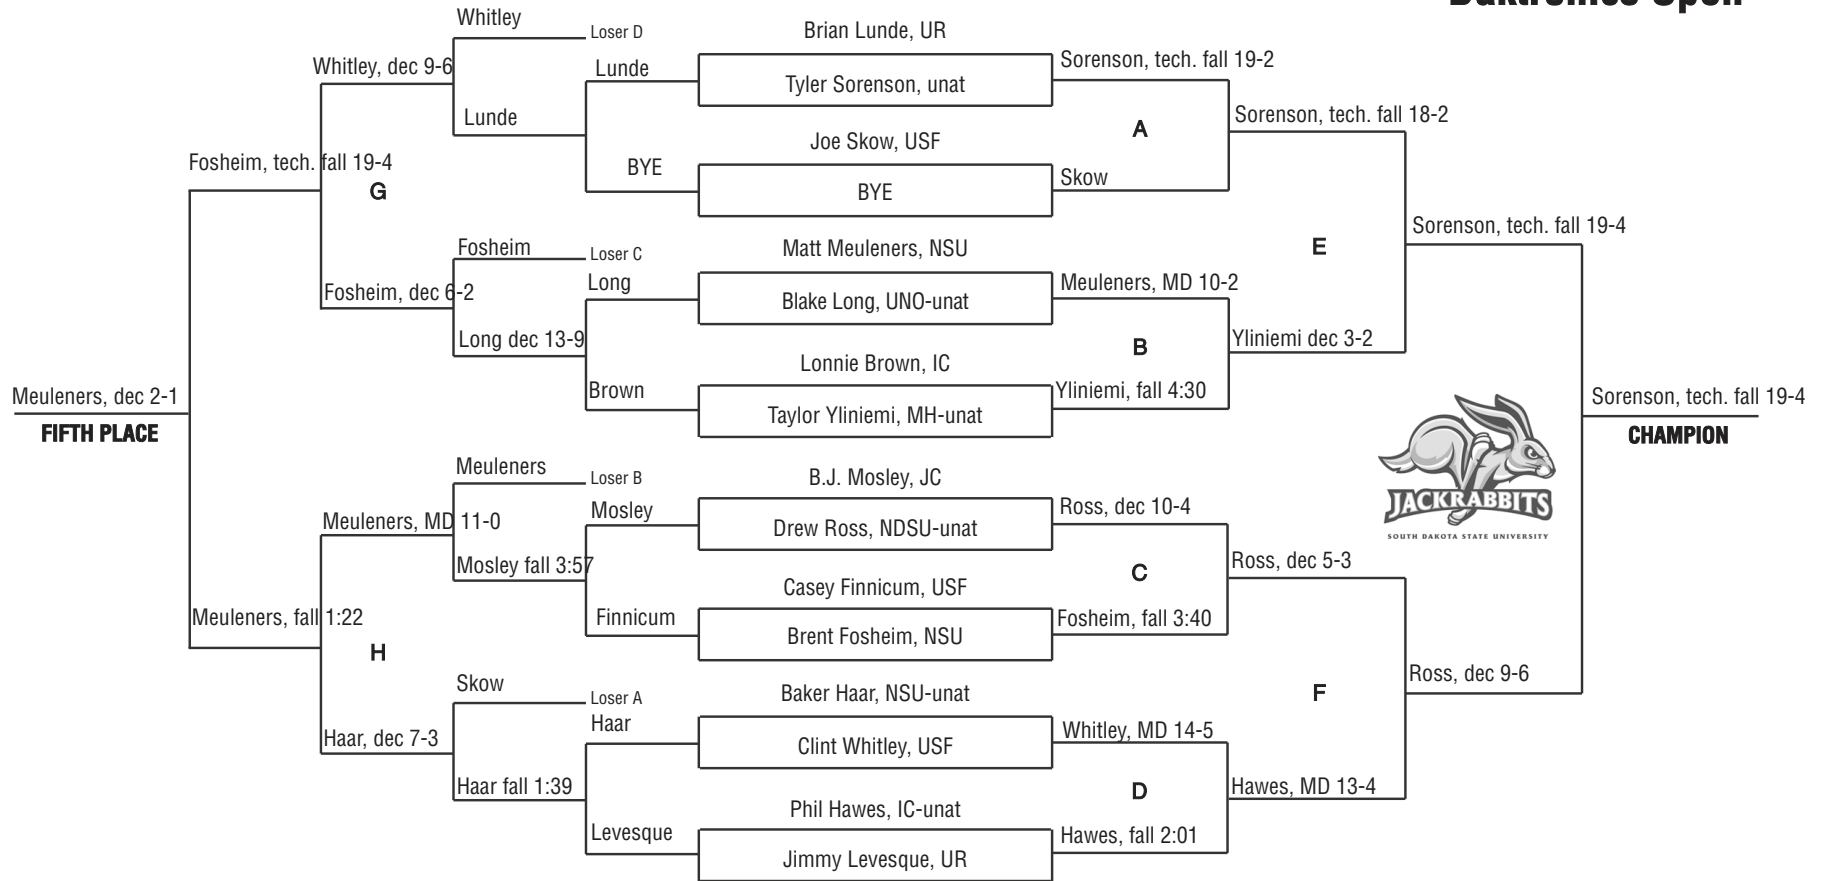 Daktronics Open
Whitley
Loser D
Brian Lunde, UR
Whitley, dec 9-6
Lunde
Tyler Sorenson, unat
Sorenson, tech. fall 19-2
Lunde
A
Sorenson, tech. fall 18-2
Joe Skow, USF
Fosheim, tech. fall 19-4
BYE
BYE
Skow
G
Sorenson, tech. fall 19-4
Fosheim
Loser C
Matt Meuleners, NSU
E
Fosheim, dec 6-2
Long
Blake Long, UNO-unat
Meuleners, MD 10-2
Long dec 13-9
B
Yliniemi dec 3-2
Lonnie Brown, IC
Meuleners, dec 2-1
Brown
Taylor Yliniemi, MH-unat
Yliniemi, fall 4:30
Sorenson, tech. fall 19-4
FIFTH PLACE
CHAMPION
Meuleners
Loser B
B.J. Mosley, JC
JACKRABBITS
SOUTH DAKOTA STATE UNIVERSITY
Meuleners, MD 11-0
Mosley
Drew Ross, NDSU-unat
Ross, dec 10-4
Mosley fall 3:57
C
Ross, dec 5-3
Casey Finnicum, USF
Meuleners, fall 1:22
Finnicum
Brent Fosheim, NSU
Fosheim, fall 3:40
H
Skow
Loser A
Baker Haar, NSU-unat
F
Ross, dec 9-6
Haar, dec 7-3
Haar
Clint Whitley, USF
Whitley, MD 14-5
Haar fall 1:39
D
Hawes, MD 13-4
Phil Hawes, IC-unat
Levesque
Jimmy Levesque, UR
Hawes, fall 2:01